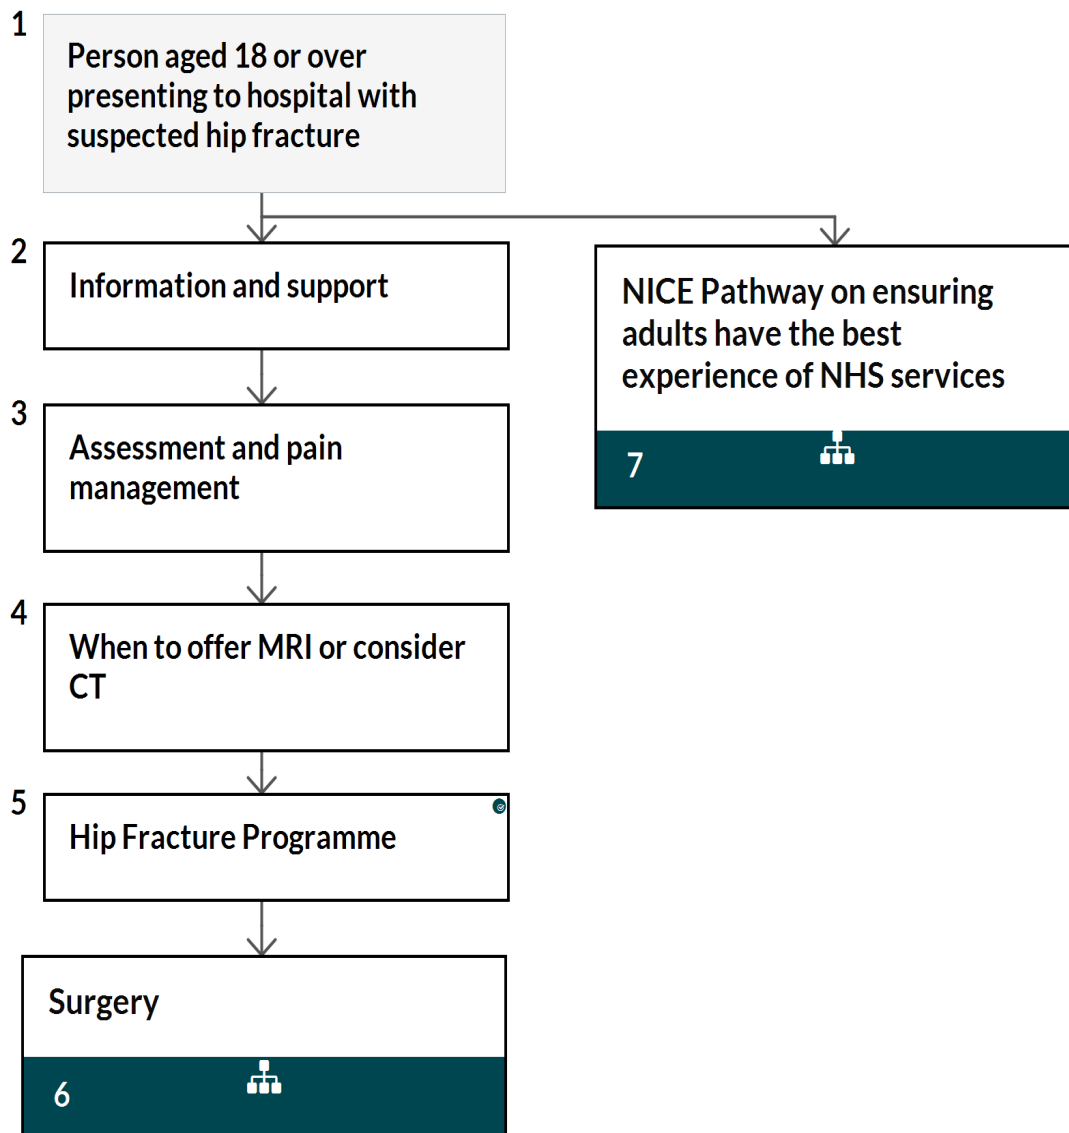 1
Person aged 18 or over
presenting to hospital with
suspected hip fracture
2
Information and support
3
Assessment and pain
management
4
When to offer MRI or consider
CT
5
Hip Fracture Programme
Surgery
6
NICE Pathway on ensuring
adults have the best
experience of NHS services
7